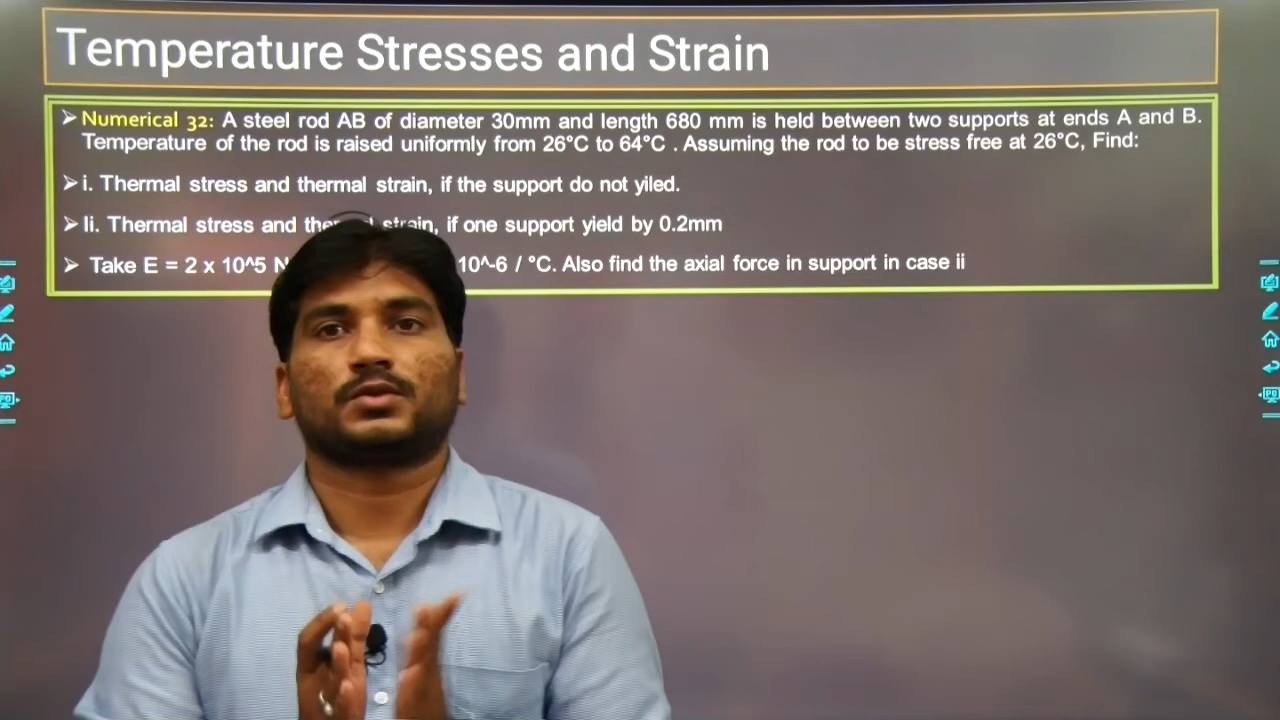 Temperature Stresses and Strain
➢ Numerical 32: A steel rod AB of diameter 30mm and length 680 mm is held between two supports at ends A and B.
Temperature of the rod is raised uniformly from 26°C to 64°C . Assuming the rod to be stress free at 26°C, Find:
➢ i. Thermal stress and thermal strain, if the support do not yiled.
➢ Ii. Thermal stress and strain, if one support yield by 0.2mm
➢ Take E = 2 x 10^5 N 10^-6 / °C. Also find the axial force in support in case ii